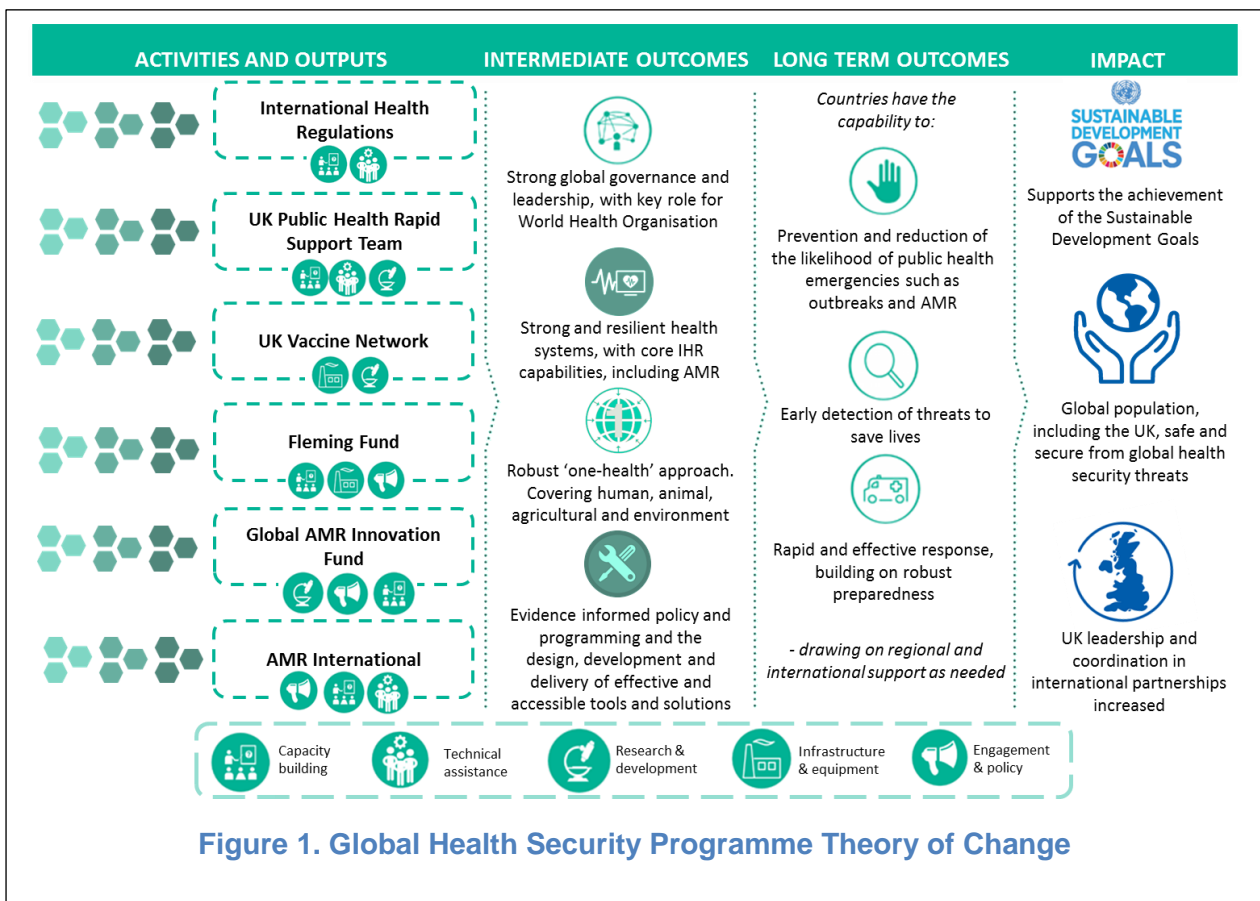 ACTIVITIES AND OUTPUTS
INTERMEDIATE OUTCOMES
LONG TERM OUTCOMES
IMPACT
International Health
Regulations
UK Public Health Rapid
Support Team
UK Vaccine Network
Fleming Fund
Global AMR Innovation
Fund
AMR International
Strong global governance and
leadership, with key role for
World Health Organisation
Strong and resilient health
systems, with core IHR
capabilities, including AMR
1
Robust ‘one-health’ approach.
Covering human, animal,
agricultural and environment
Evidence informed policy and
programming and the
design, development and
delivery of effective and
accessible tools and solutions
Countries have the
capability to:
Prevention and reduction of
the likelihood of public health
emergencies such as
outbreaks and AMR
Early detection of threats to
save lives
Rapid and effective response,
building on robust
preparedness
- drawing on regional and
international support as needed
SUSTAINABLE
DEVELOPMENT
GOALS
Supports the achievement
of the Sustainable
Development Goals
Global population,
including the UK, safe and
secure from global health
security threats
UK leadership and
coordination in
international partnerships
increased
Capacity
building
Technical
assistance
Research &
development
Infrastructure
& equipment
Engagement
& policy
Figure 1. Global Health Security Programme Theory of Change